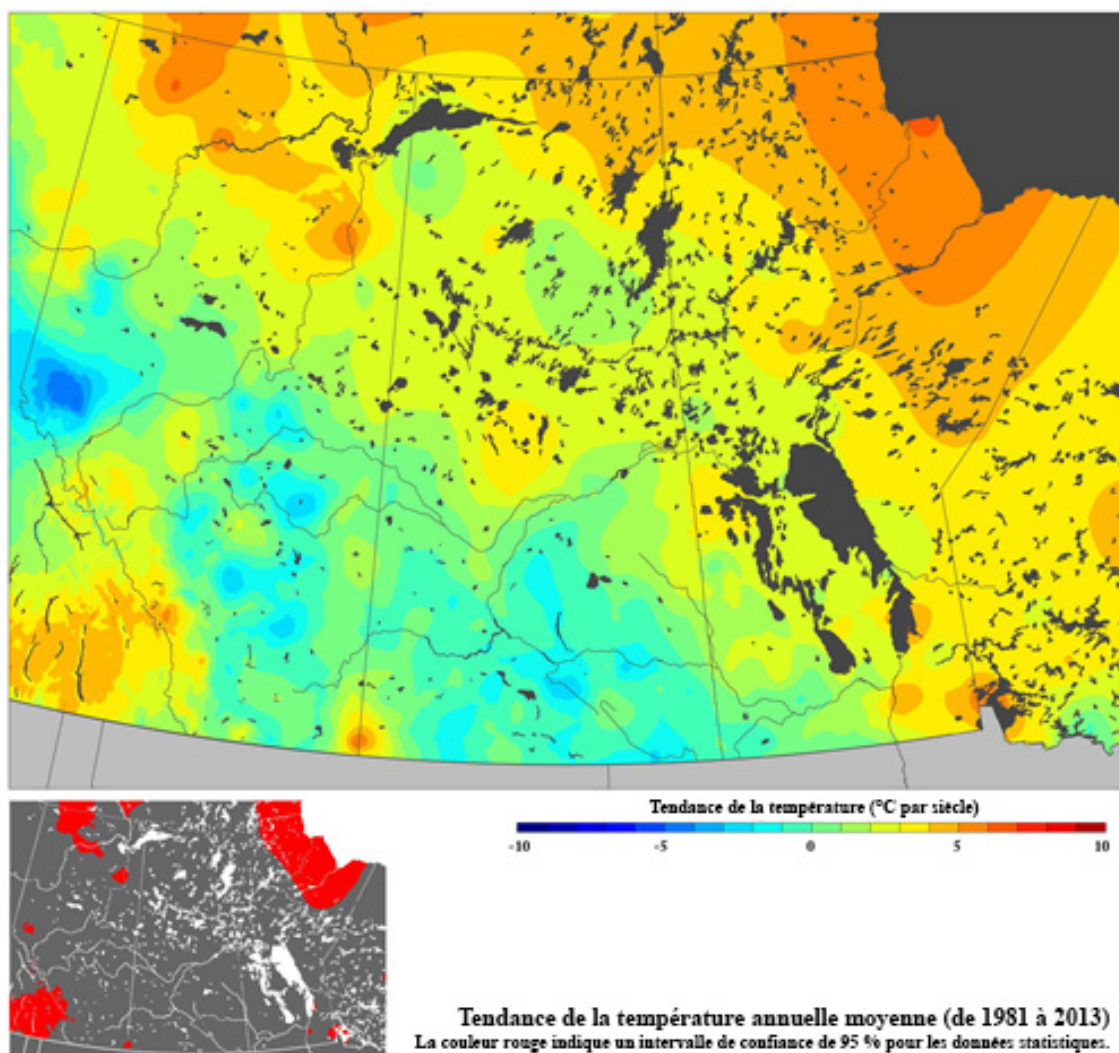 Tendance de la température (°C par siècle)
-10 -5 0 5 10
Tendance de la température annuelle moyenne (de 1981 à 2013)
La couleur rouge indique un intervalle de confiance de 95 % pour les données statistiques.